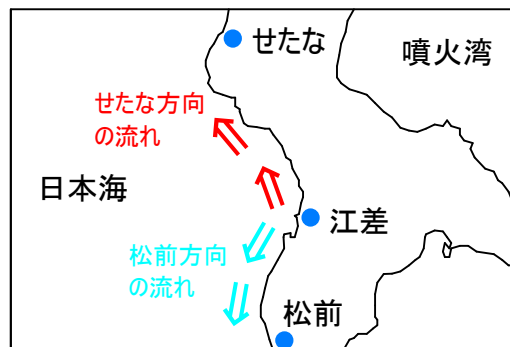 せたな
噴火湾
せたな方向
の流れ
日本海
江差
松前方向
の流れ
松前